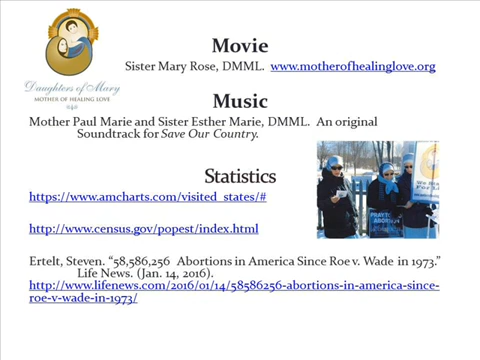 Daughters of Mary
MOTHER OF HEALING LOVE
Movie
Sister Mary Rose, DMML.  www.motherofhealinglove.org
Music
Mother Paul Marie and Sister Esther Marie, DMML.  An original
Soundtrack for Save Our Country.
Statistics
https://www.amcharts.com/visited_states/#
http://www.census.gov/popest/index.html
PRAY TO
Ertelt, Steven. “58,586,256  Abortions in America Since Roe v. Wade in 1973.”
Life News. (Jan. 14, 2016).
http://www.lifenews.com/2016/01/14/58586256-abortions-in-america-since-
roe-v-wade-in-1973/